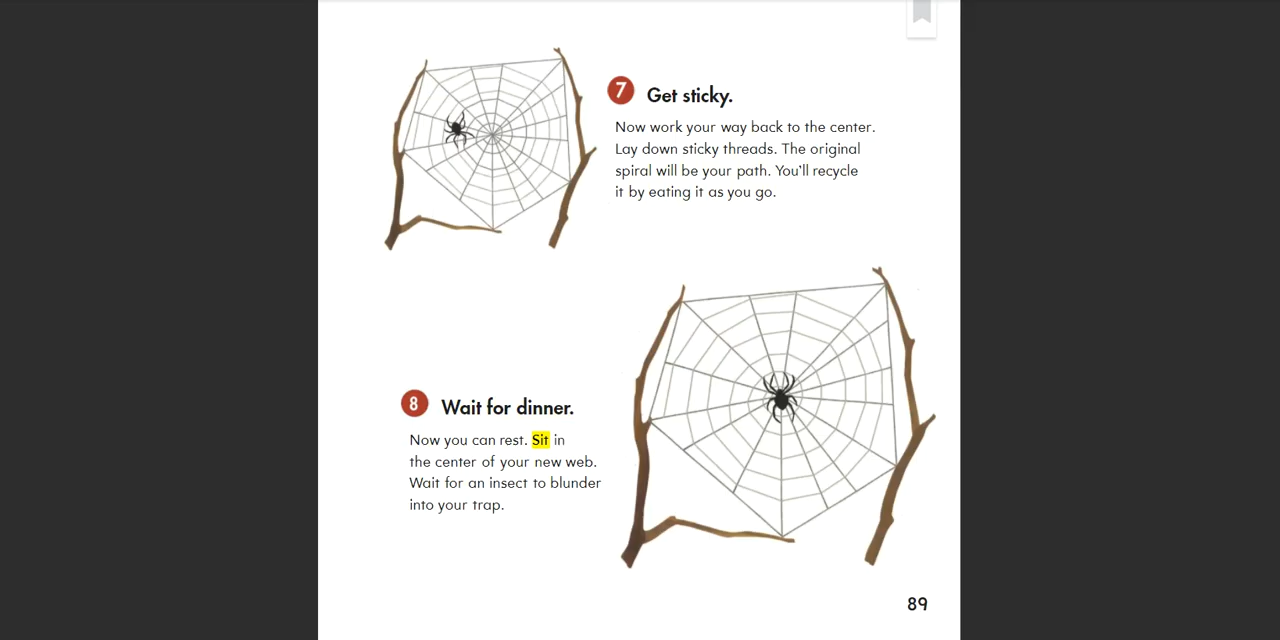 7 Get sticky.
Now work your way back to the center.
Lay down sticky threads. The original
spiral will be your path. You'll recycle
it by eating it as you go.
8 Wait for dinner.
Now you can rest. Sit in
the center of your new web.
Wait for an insect to blunder
into your trap.
89